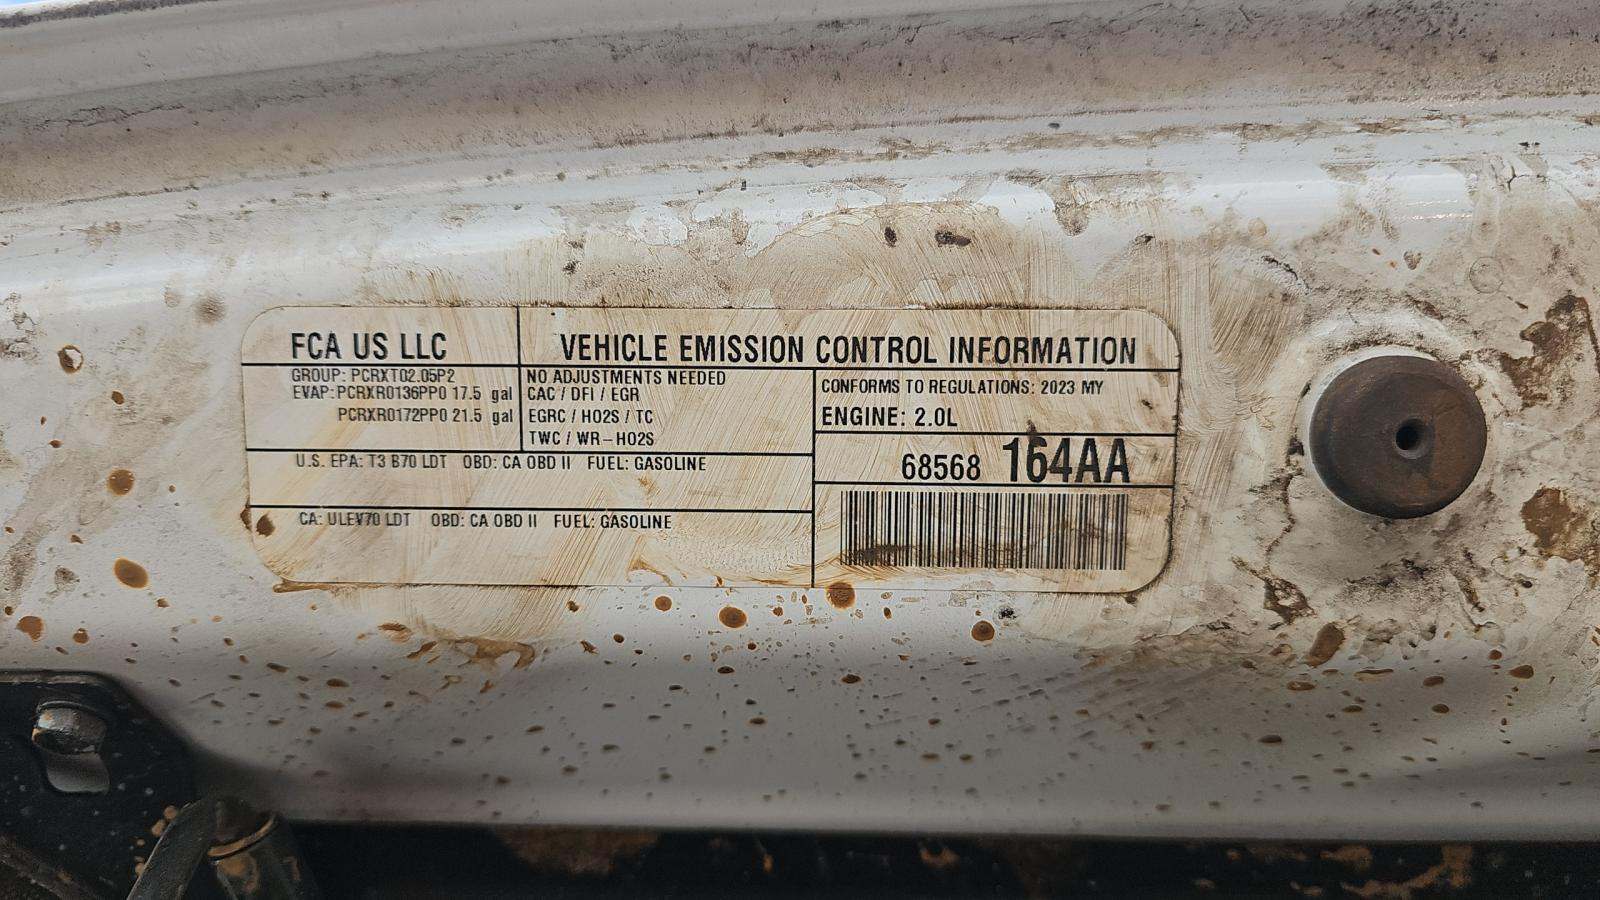 FCA US LLC
VEHICLE EMISSION CONTROL INFORMATION
GROUP: PCRXT02.05P2
EVAP: PCRXR0136PP0 17.5 gal
PCRXR0172PP0 21.5 gal
NO ADJUSTMENTS NEEDED
CAC / DFI / EGR
EGRC / HO2S / TC
TWC / WR-HO2S
CONFORMS TO REGULATIONS: 2023 MY
ENGINE: 2.0L
U.S. EPA: T3 B70 LDT OBD: CA OBD II FUEL: GASOLINE
68568 164AA
CA: ULEV70 LDT OBD: CA OBD II FUEL: GASOLINE